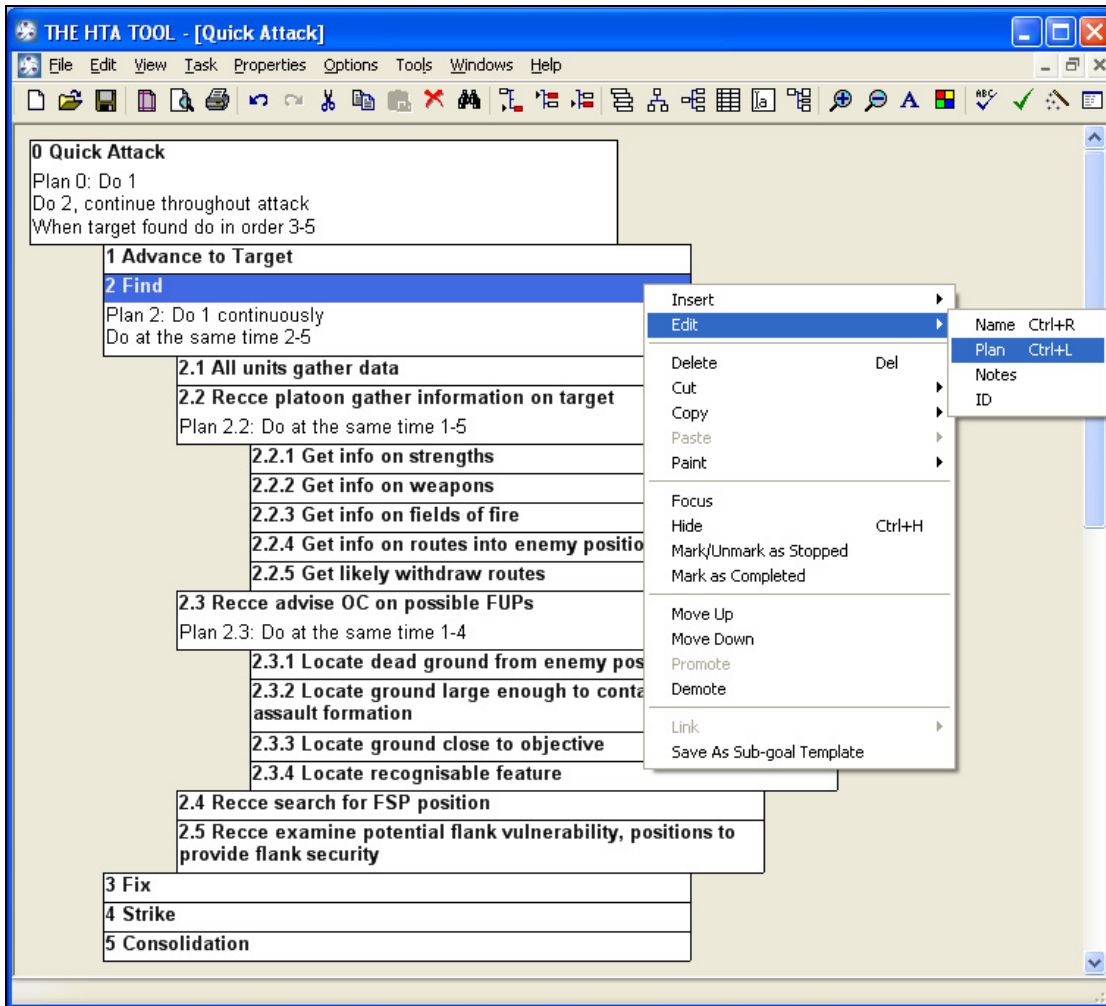 THE HTA TOOL - [Quick Attack]
File Edit View Task Properties Options Tools Windows Help
0 Quick Attack
Plan 0: Do 1
Do 2, continue throughout attack
When target found do in order 3-5
1 Advance to Target
2 Find
Plan 2: Do 1 continuously
Do at the same time 2-5
2.1 All units gather data
2.2 Recce platoon gather information on target
Plan 2.2: Do at the same time 1-5
2.2.1 Get info on strengths
2.2.2 Get info on weapons
2.2.3 Get info on fields of fire
2.2.4 Get info on routes into enemy positio
2.2.5 Get likely withdraw routes
2.3 Recce advise OC on possible FUPs
Plan 2.3: Do at the same time 1-4
2.3.1 Locate dead ground from enemy pos
2.3.2 Locate ground large enough to conta
assault formation
2.3.3 Locate ground close to objective
2.3.4 Locate recognisable feature
2.4 Recce search for FSP position
2.5 Recce examine potential flank vulnerability, positions to
provide flank security
3 Fix
4 Strike
5 Consolidation
Insert
Edit
Delete Del
Cut
Copy
Paste
Paint
Focus
Hide Ctrl+H
Mark/Unmark as Stopped
Mark as Completed
Move Up
Move Down
Promote
Demote
Link
Save As Sub-goal Template
Name Ctrl+R
Plan Ctrl+L
Notes
ID